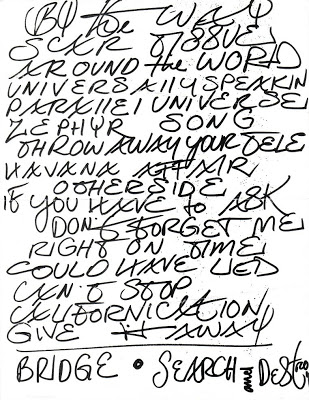 BY the WAY
SCAR TISSUE
AROUND the WORLD
UNIVERSALLY SPEAKIN
PARALLEL UNIVERSE
ZEPHYR SONG
THROW AWAY YOUR TELE
HAVANA AFFAIR
IF OTHERSIDE
IF YOU HAVE to ASK
DON'T FORGET ME
RIGHT ON TIME
COULD HAVE LIED
CAN'T STOP
CALIFORNICATION
GIVE it AWAY
BRIDGE • SEARCH and DESTRO